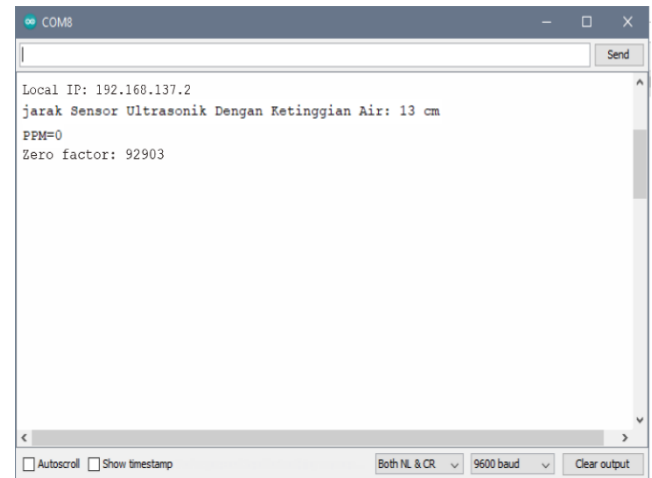 COM8
Send
Local IP: 192.168.137.2
jarak Sensor Ultrasonik Dengan Ketinggian Air: 13 cm
PPM=0
Zero factor: 92903
Autoscroll Show timestamp Both NL & CR 9600 baud Clear output